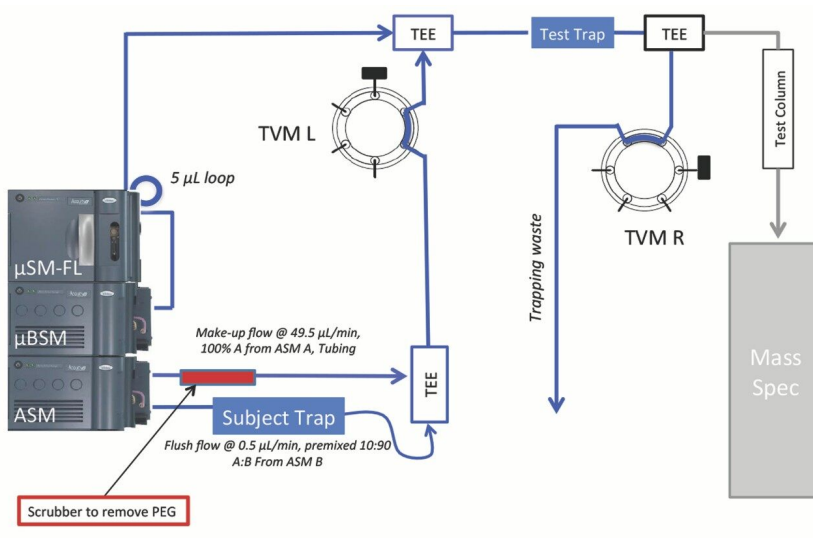 TEE
Test Trap
TEE
Test Column
TVM L
5 µL loop
TVM R
µSM-FL
Trapping waste
µBSM
Make-up flow @ 49.5 µL/min,
100% A from ASM A, Tubing
TEE
Mass
Spec
ASM
Subject Trap
Flush flow @ 0.5 µL/min, premixed 10:90
A:B From ASM B
Scrubber to remove PEG